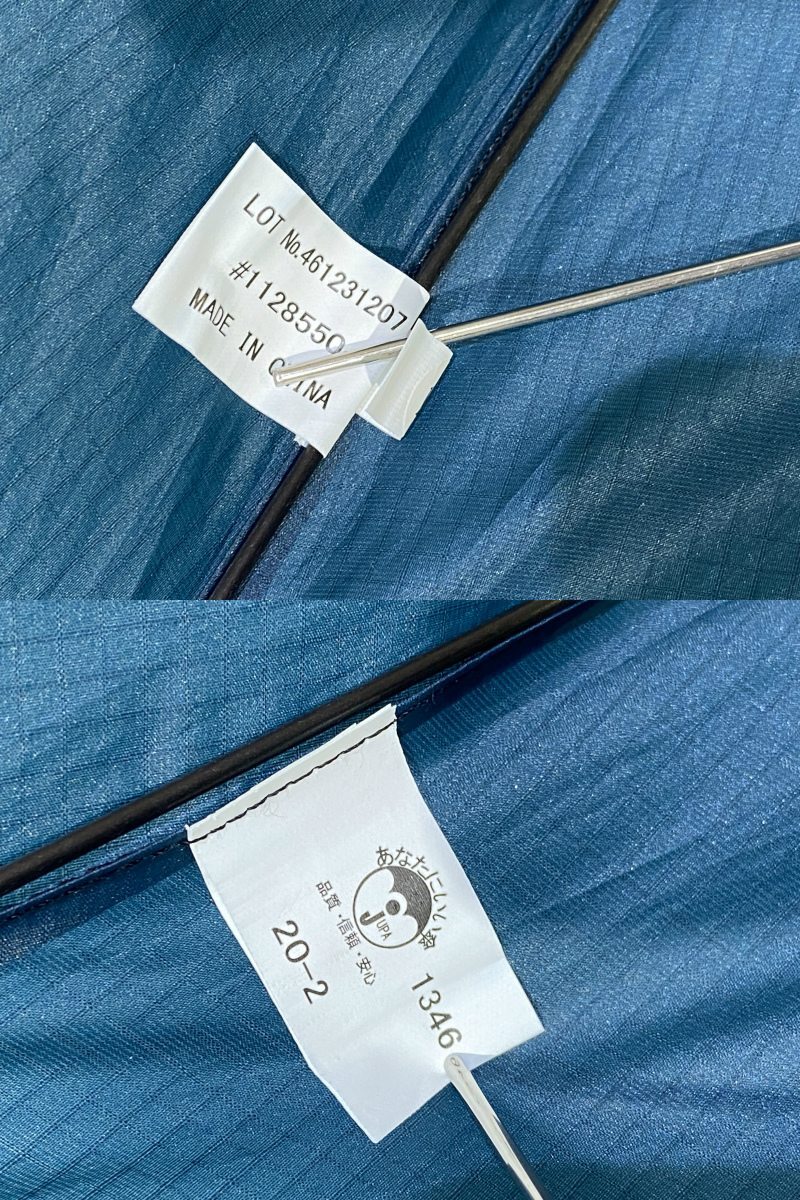 LOT No.461231207
#1128550
MADE IN CHINA
あなたにいい傘
JUPA
品質・信頼・安心
1346
20-2